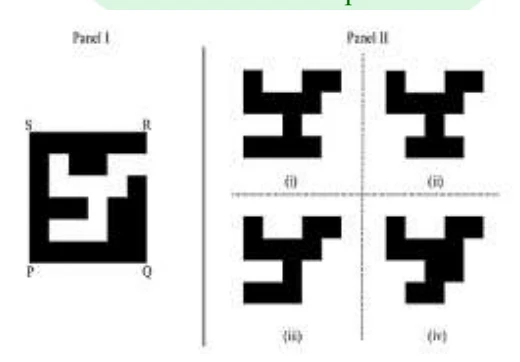 Panel I
Panel II
S
R
P
Q
(i)
(ii)
(iii)
(iv)